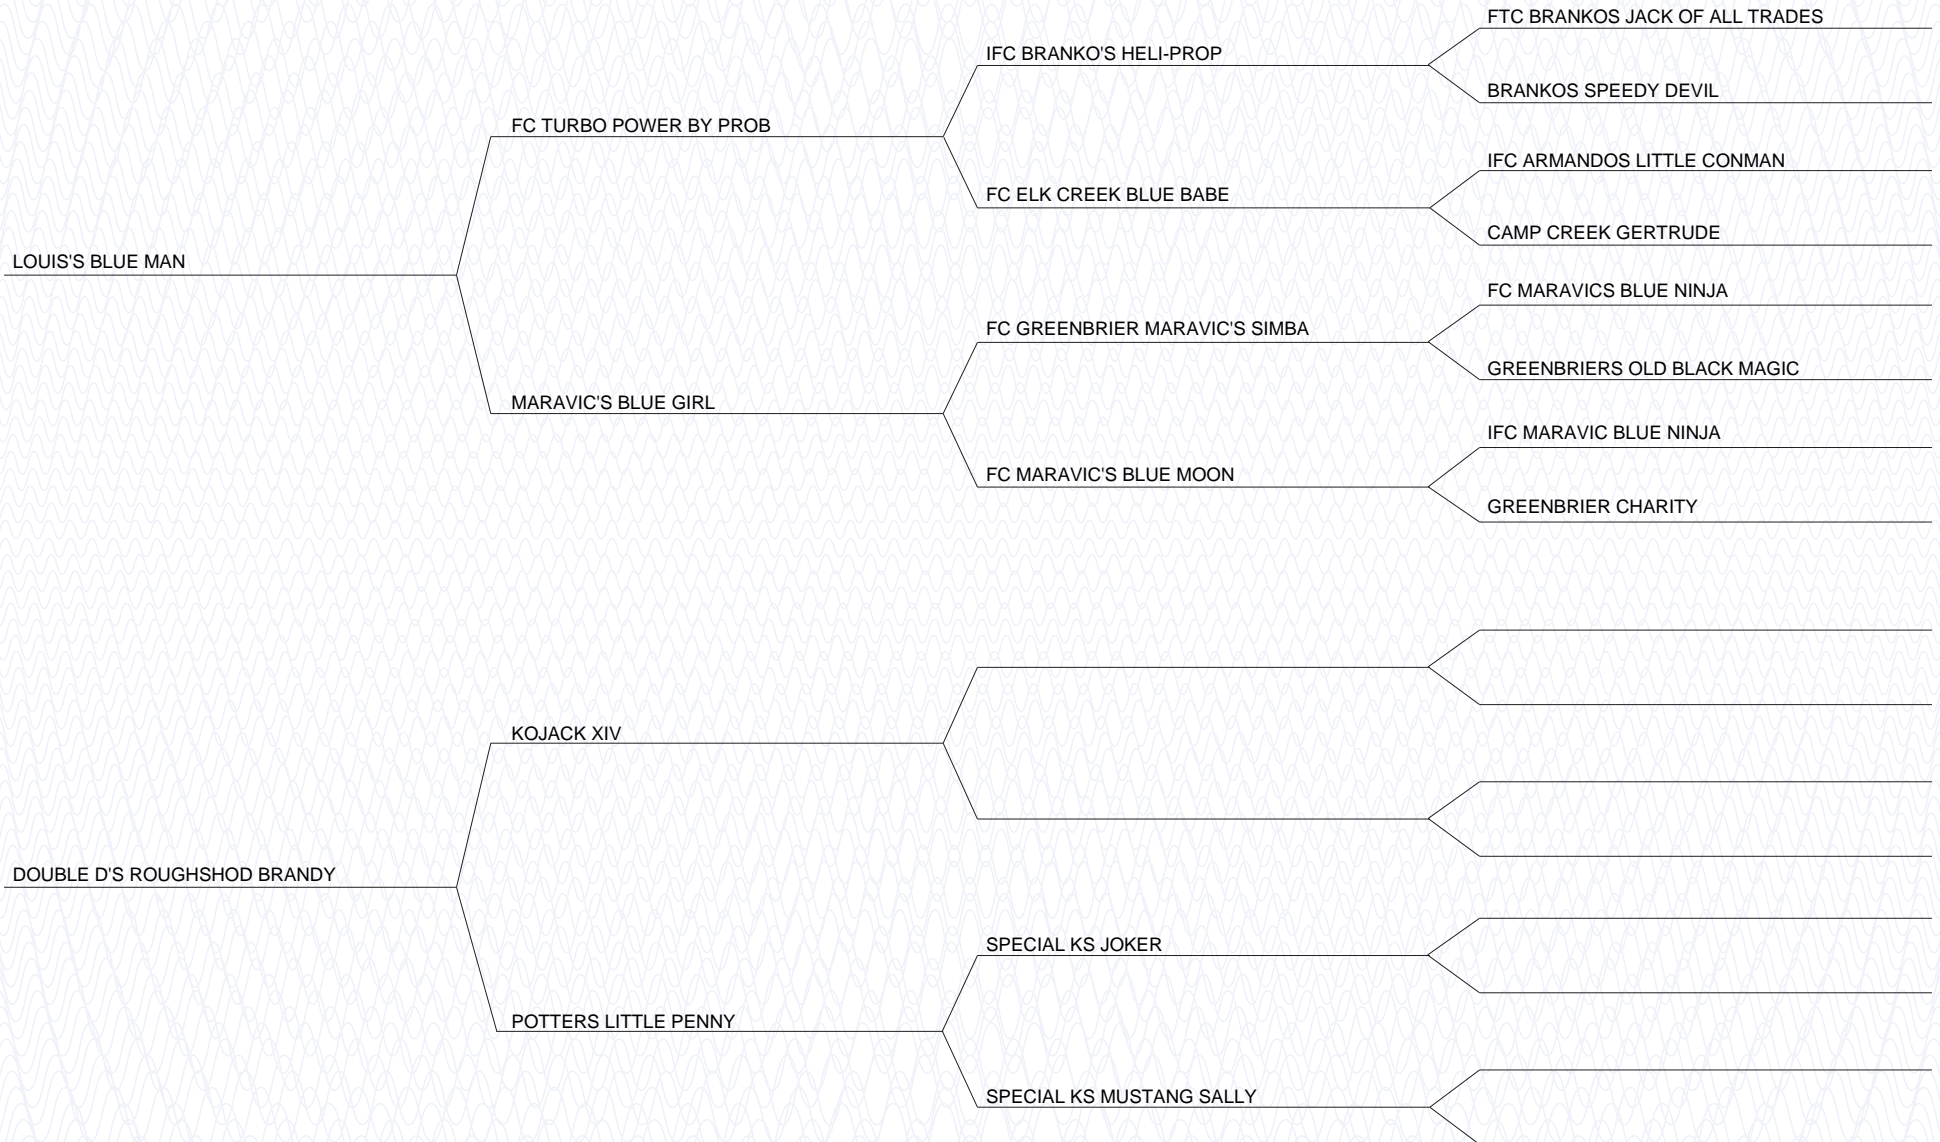 FTC BRANKOS JACK OF ALL TRADES
IFC BRANKO'S HELI-PROP
BRANKOS SPEEDY DEVIL
FC TURBO POWER BY PROB
IFC ARMANDOS LITTLE CONMAN
FC ELK CREEK BLUE BABE
CAMP CREEK GERTRUDE
LOUIS'S BLUE MAN
FC MARAVICS BLUE NINJA
FC GREENBRIER MARAVIC'S SIMBA
GREENBRIERS OLD BLACK MAGIC
MARAVIC'S BLUE GIRL
IFC MARAVIC BLUE NINJA
FC MARAVIC'S BLUE MOON
GREENBRIER CHARITY
KOJACK XIV
DOUBLE D'S ROUGHSHOD BRANDY
SPECIAL KS JOKER
POTTERS LITTLE PENNY
SPECIAL KS MUSTANG SALLY